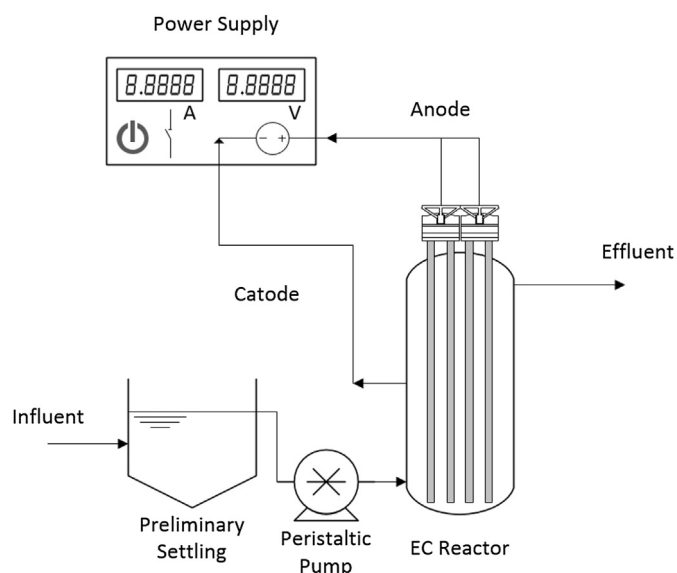 Power Supply
8.8888 8.8888
A V
- +
Anode
Effluent
Catode
Influent
Preliminary
Settling
Peristaltic
Pump
EC Reactor